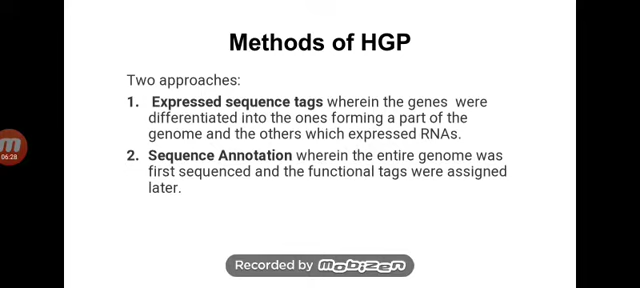 Methods of HGP
Two approaches:
1. Expressed sequence tags wherein the genes were
differentiated into the ones forming a part of the
genome and the others which expressed RNAs.
2. Sequence Annotation wherein the entire genome was
first sequenced and the functional tags were assigned
later.
06:28
Recorded by mobizen